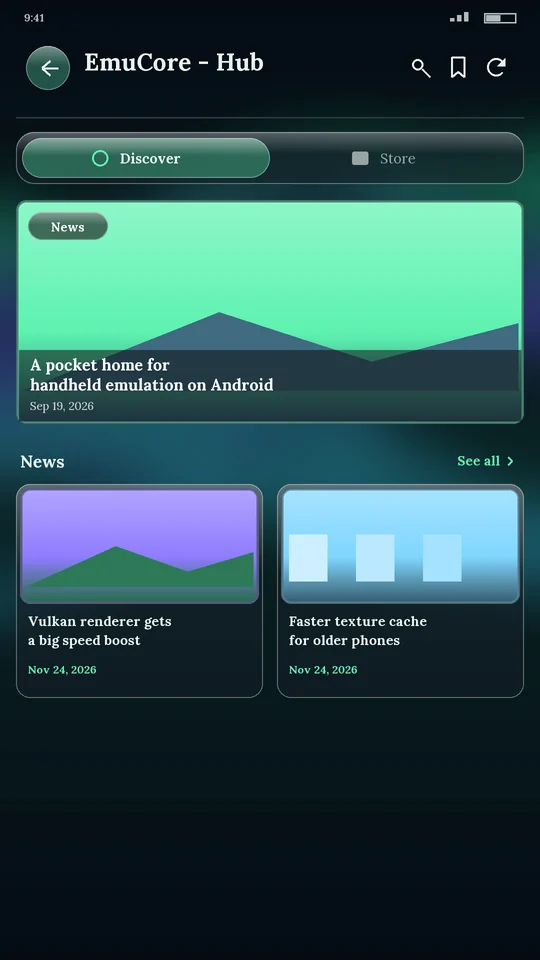 9:41
EmuCore - Hub
Discover
Store
News
A pocket home for
handheld emulation on Android
Sep 19, 2026
News
See all
Vulkan renderer gets
a big speed boost
Nov 24, 2026
Faster texture cache
for older phones
Nov 24, 2026